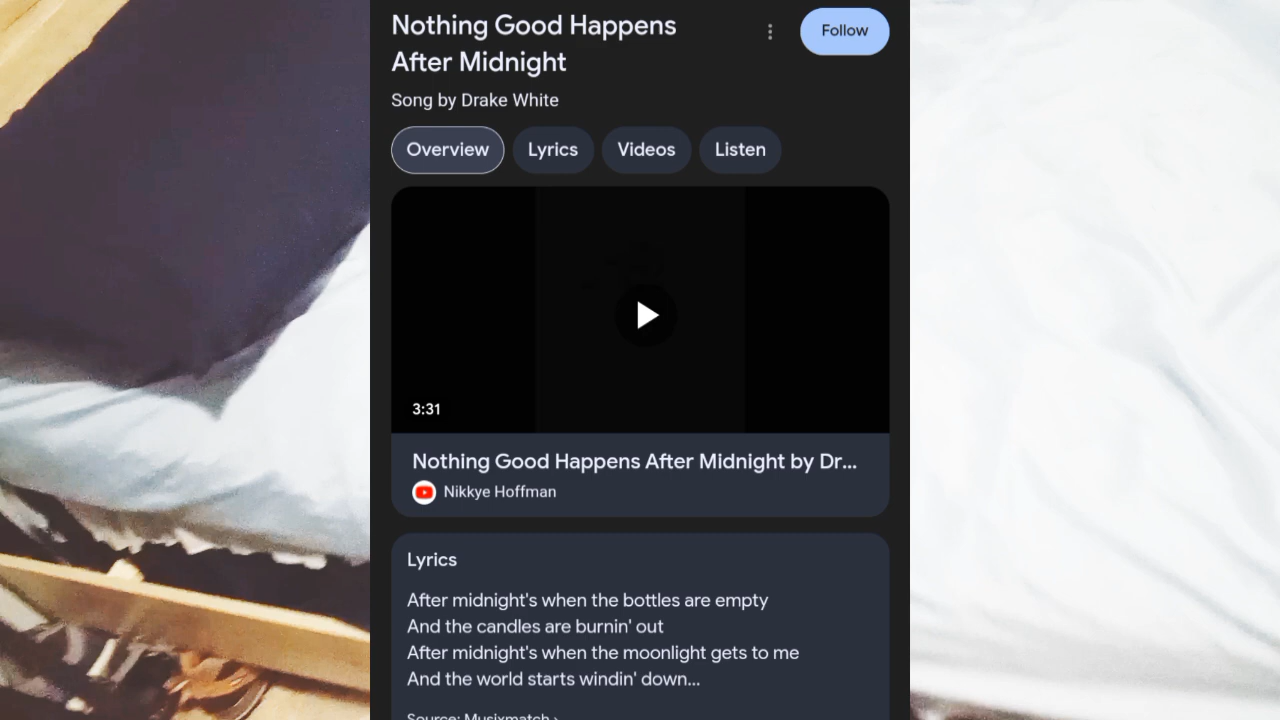 Nothing Good Happens
After Midnight
Follow
Song by Drake White
Overview Lyrics Videos Listen
3:31
Nothing Good Happens After Midnight by Dr...
Nikkye Hoffman
Lyrics
After midnight's when the bottles are empty
And the candles are burnin' out
After midnight's when the moonlight gets to me
And the world starts windin' down...
Source: Musixmatch ›